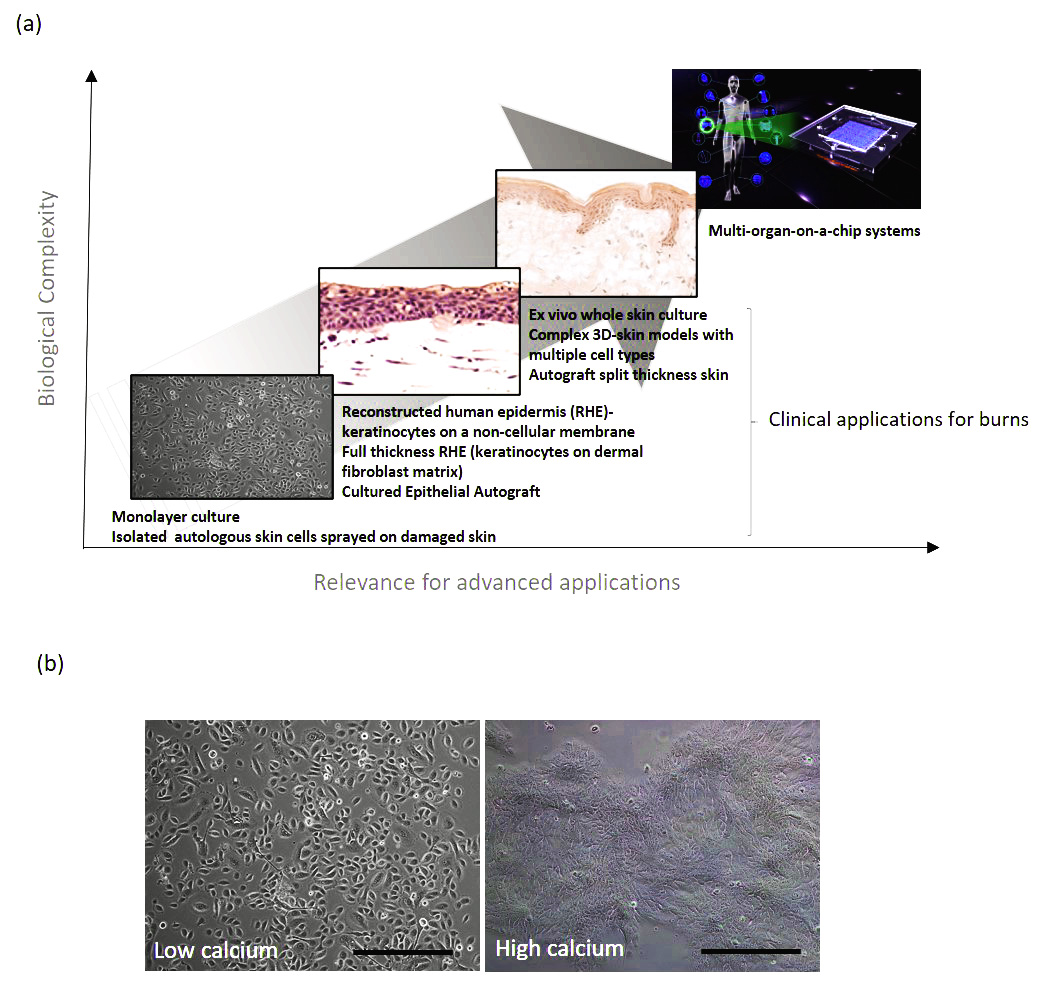 (a)
Biological Complexity
Multi-organ-on-a-chip systems
Ex vivo whole skin culture
Complex 3D-skin models with
multiple cell types
Autograft split thickness skin
Clinical applications for burns
Reconstructed human epidermis (RHE)-
keratinocytes on a non-cellular membrane
Full thickness RHE (keratinocytes on dermal
fibroblast matrix)
Cultured Epithelial Autograft
Monolayer culture
Isolated autologous skin cells sprayed on damaged skin
Relevance for advanced applications
(b)
Low calcium
High calcium